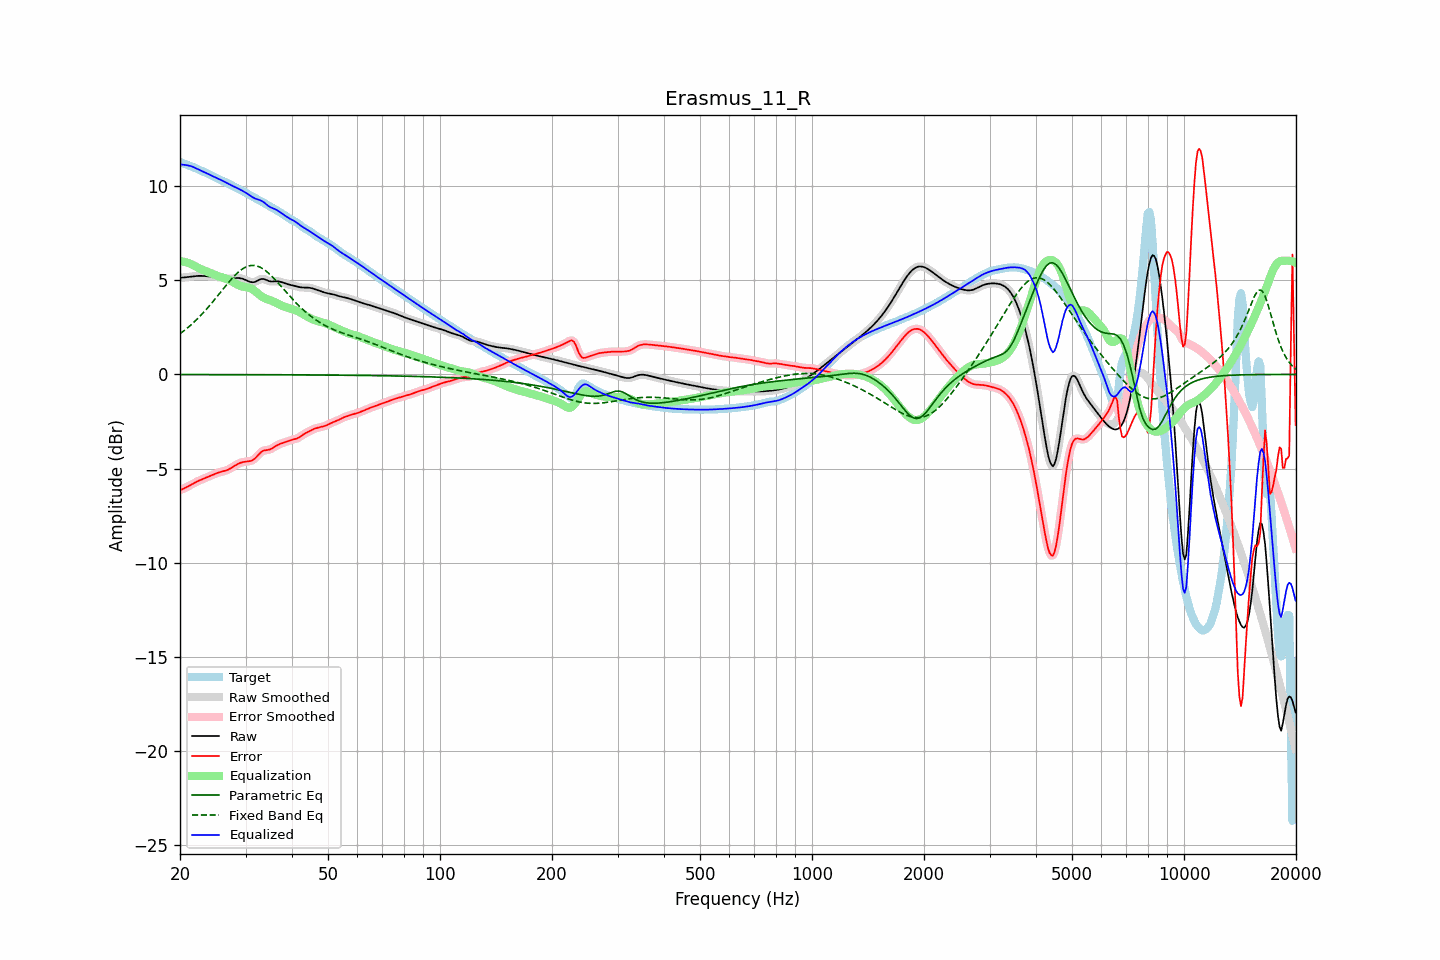 Erasmus_11_R
Amplitude (dBr)
10
5
0
−5
−10
−15
−20
−25
Target
Raw Smoothed
Error Smoothed
Raw
Error
Equalization
Parametric Eq
Fixed Band Eq
Equalized
20 50 100 200 500 1000 2000 5000 10000 20000
Frequency (Hz)